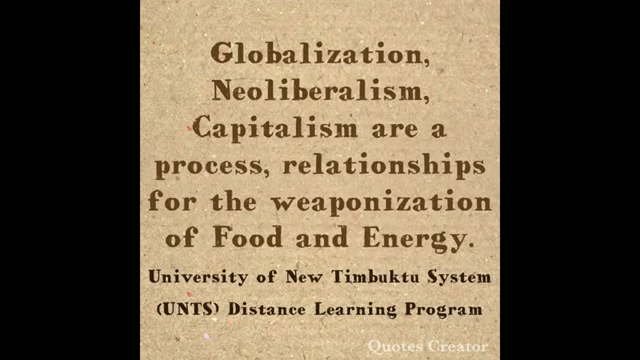 Globalization,
Neoliberalism,
Capitalism are a
process, relationships
for the weaponization
of Food and Energy.
University of New Timbuktu System
(UNTS) Distance Learning Program
Quotes Creator